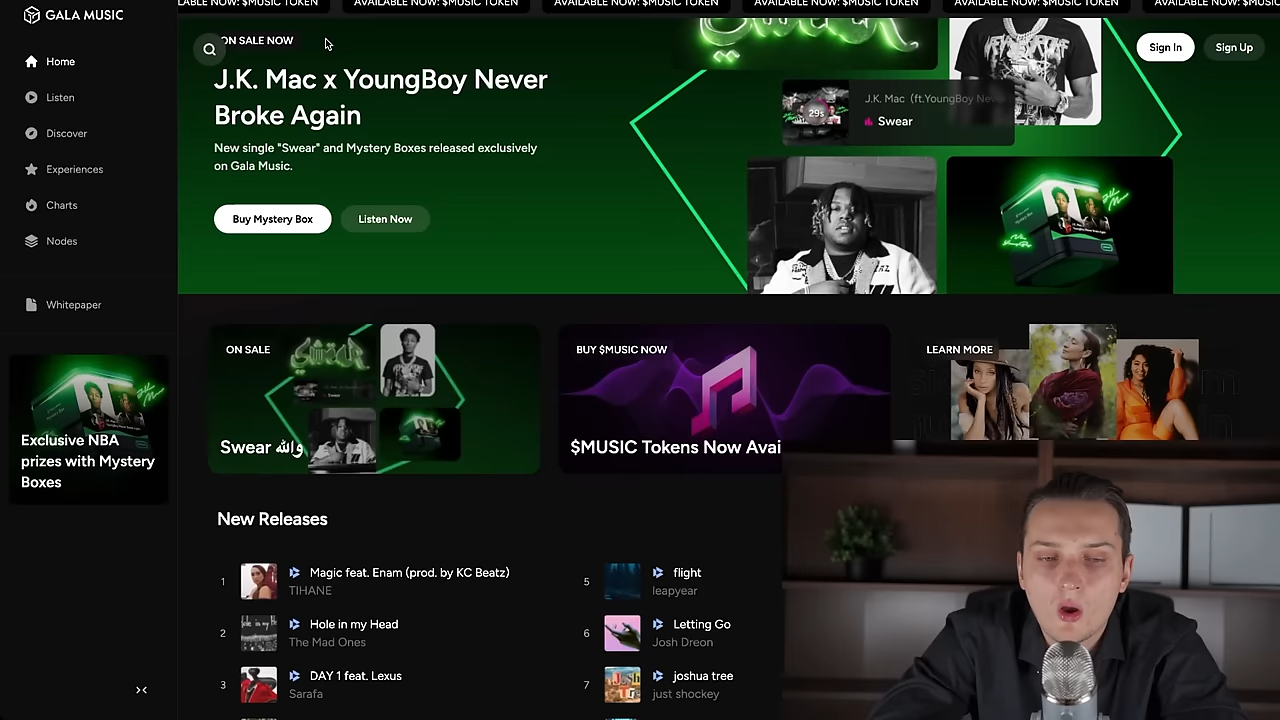 GALA MUSIC
LABLE NOW: $MUSIC TOKEN
AVAILABLE NOW: $MUSIC TOKEN
AVAILABLE NOW: $MUSIC TOKEN
AVAILABLE NOW: $MUSIC TOKEN
AVAILABLE NOW: $MUSIC TOKEN
AVAILABLE NOW: $MUSIC
Home
Listen
Discover
Experiences
Charts
Nodes
Whitepaper
Exclusive NBA
prizes with Mystery
Boxes
ON SALE NOW
J.K. Mac x YoungBoy Never
Broke Again
New single "Swear" and Mystery Boxes released exclusively
on Gala Music.
Buy Mystery Box
Listen Now
29s
J.K. Mac (ft.YoungBoy Nev
Swear
Sign In
Sign Up
ON SALE
Swear والله
BUY $MUSIC NOW
$MUSIC Tokens Now Avai
LEARN MORE
New Releases
1
Magic feat. Enam (prod. by KC Beatz)
TIHANE
2
Hole in my Head
The Mad Ones
3
DAY 1 feat. Lexus
Sarafa
5
flight
leapyear
6
Letting Go
Josh Dreon
7
joshua tree
just shockey